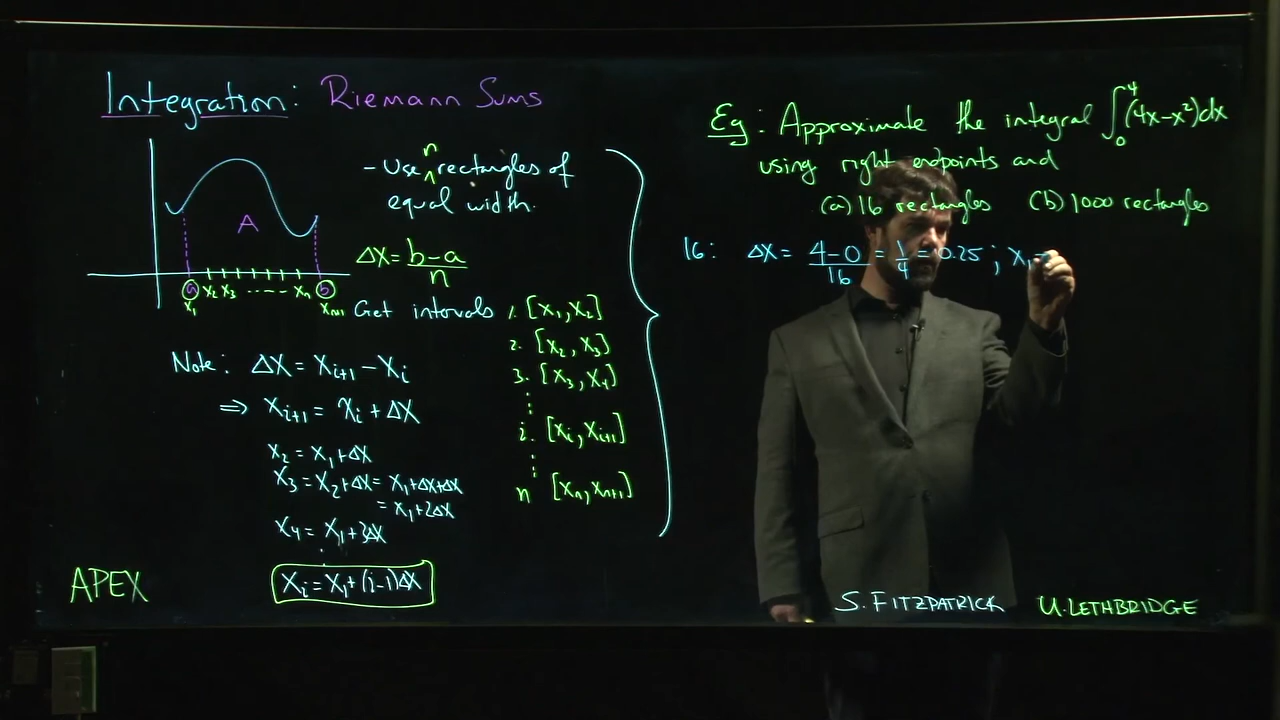 Integration: Riemann Sums
A
a x₂ x₃ ..... xₙ b
x₁ xₙ₊₁
- Use n rectangles of
equal width.
Δx = (b-a)/n
Get intervals 1. [x₁, x₂]
2. [x₂, x₃]
3. [x₃, x₄]
⋮
i. [xᵢ, xᵢ₊₁]
⋮
n [xₙ, xₙ₊₁]
Note: Δx = xᵢ₊₁ - xᵢ
⇒ xᵢ₊₁ = xᵢ + Δx
x₂ = x₁ + Δx
x₃ = x₂ + Δx = x₁ + Δx + Δx
= x₁ + 2Δx
x₄ = x₁ + 3Δx
⋮
xᵢ = x₁ + (i-1)Δx
APEX
Eg: Approximate the integral ∫₀⁴ (4x-x²)dx
using right endpoints and
(a) 16 rectangles (b) 1000 rectangles
16: Δx = (4-0)/16 = 1/4 = 0.25 ; x₁ =
S. FITZPATRICK U. LETHBRIDGE